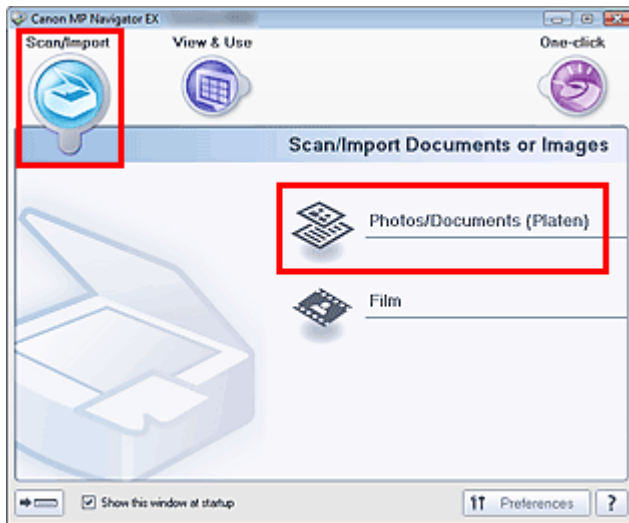 Canon MP Navigator EX
Scan/Import View & Use One-click
Scan/Import Documents or Images
Photos/Documents (Platen)
Film
Show this window at startup Preferences ?